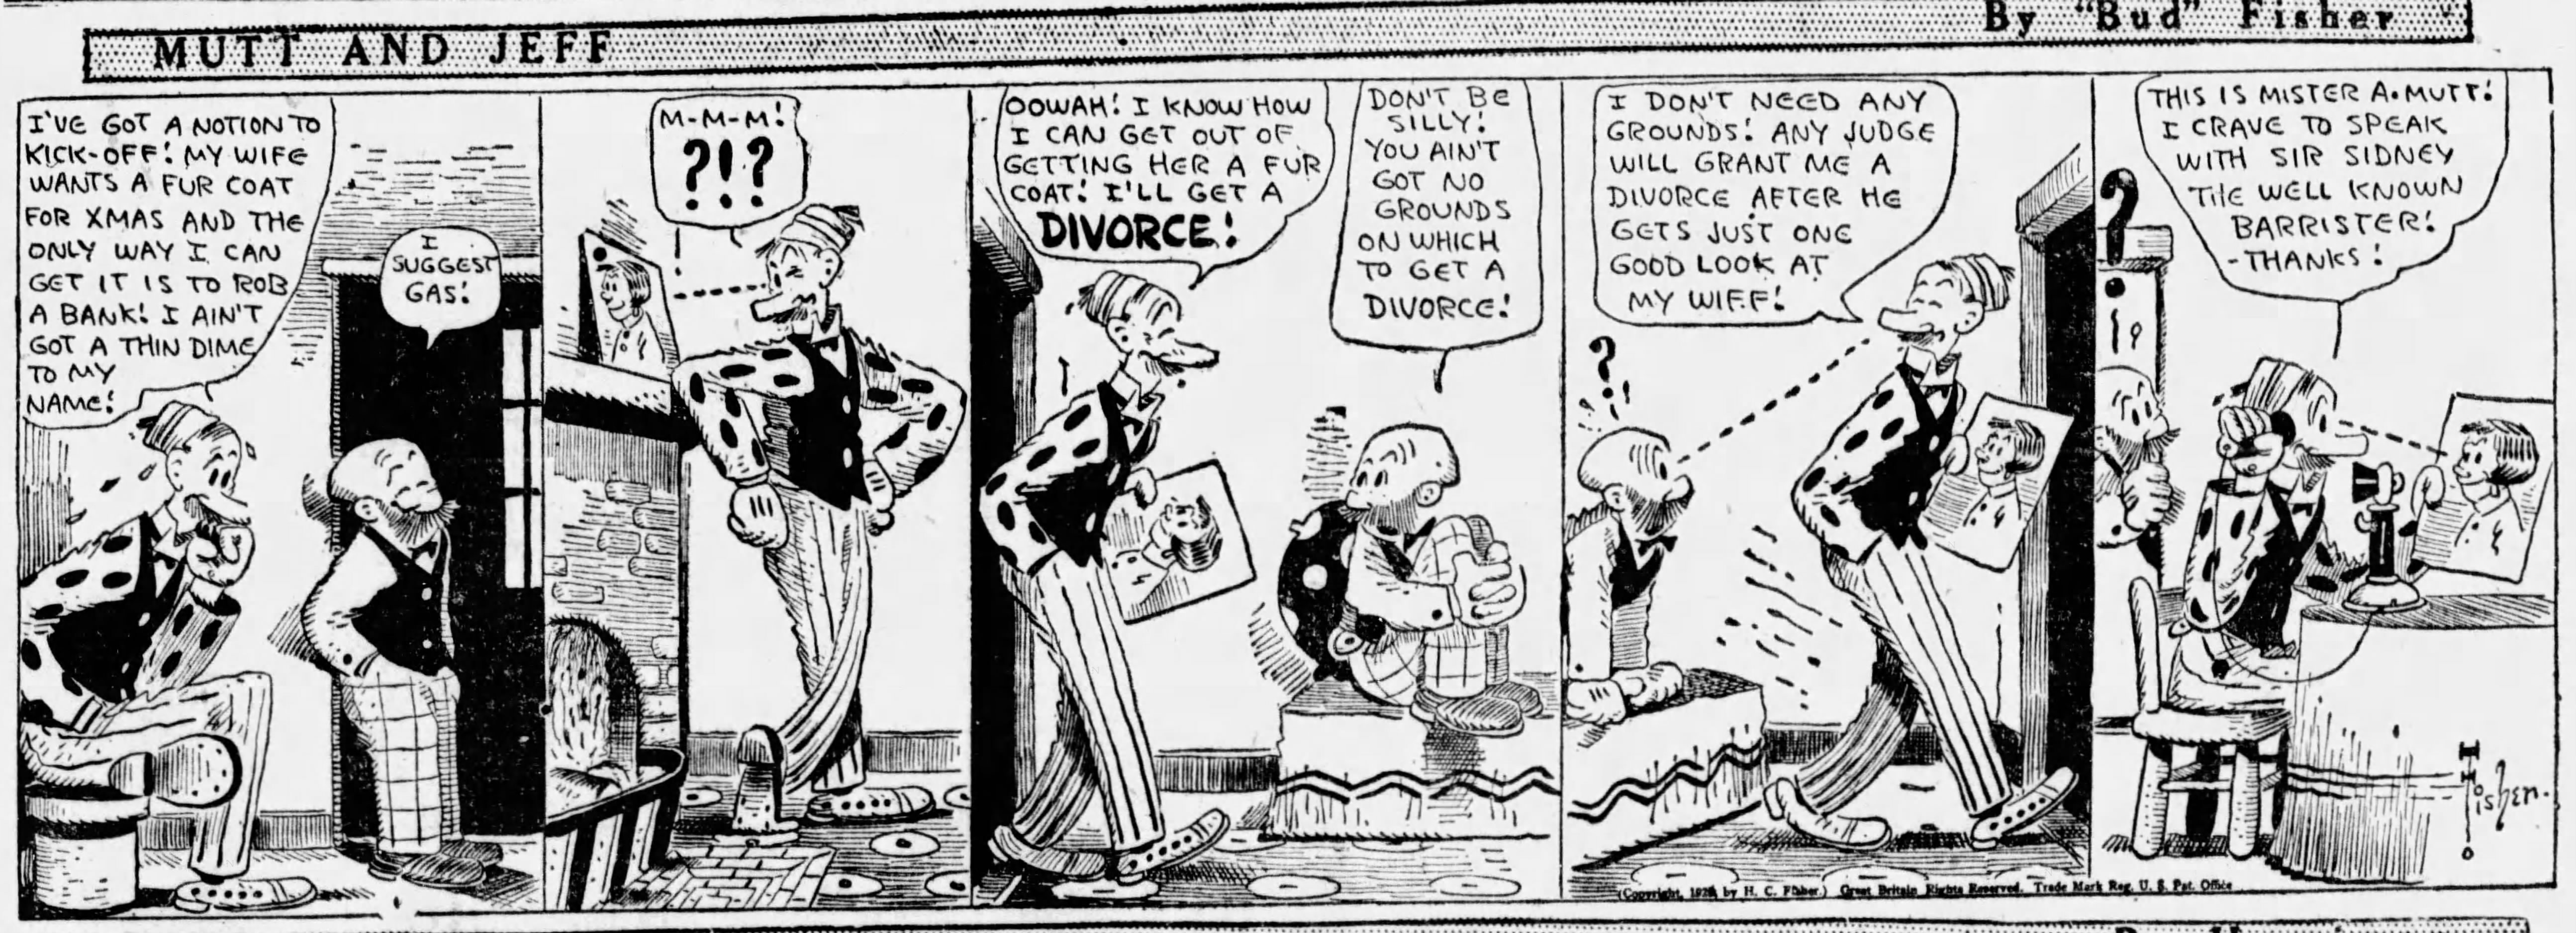 By "Bud" Fisher
MUTT AND JEFF
I'VE GOT A NOTION TO
KICK-OFF! MY WIFE
WANTS A FUR COAT
FOR XMAS AND THE
ONLY WAY I CAN
GET IT IS TO ROB
A BANK! I AIN'T
GOT A THIN DIME
TO MY
NAME!
I
SUGGEST
GAS!
M-M-M!
?!?
OOWAH! I KNOW HOW
I CAN GET OUT OF
GETTING HER A FUR
COAT! I'LL GET A
DIVORCE!
DON'T BE
SILLY!
YOU AIN'T
GOT NO
GROUNDS
ON WHICH
TO GET A
DIVORCE!
I DON'T NEED ANY
GROUNDS! ANY JUDGE
WILL GRANT ME A
DIVORCE AFTER HE
GETS JUST ONE
GOOD LOOK AT
MY WIFE!
?!
THIS IS MISTER A. MUTT!
I CRAVE TO SPEAK
WITH SIR SIDNEY
THE WELL KNOWN
BARRISTER!
-THANKS!
?
Fisher.
(Copyright, by H. C. Fisher.) Great Britain Rights Reserved. Trade Mark Reg. U. S. Pat. Office